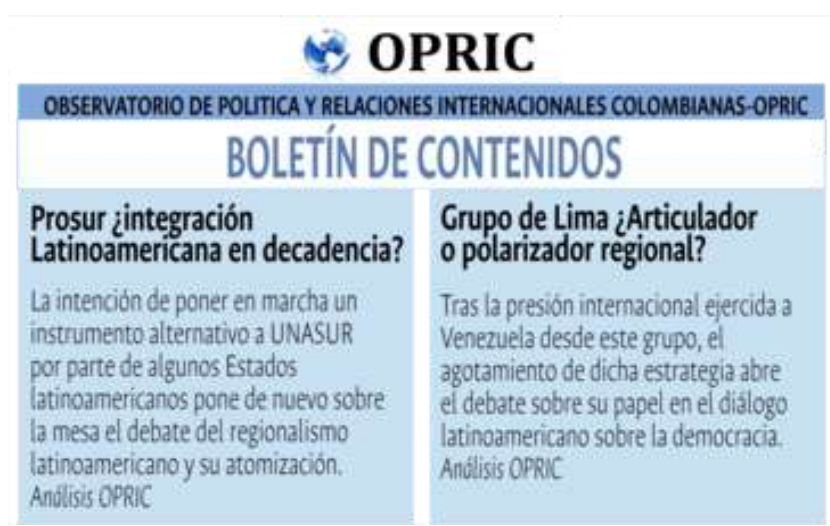 OPRIC
OBSERVATORIO DE POLITICA Y RELACIONES INTERNACIONALES COLOMBIANAS-OPRIC
BOLETÍN DE CONTENIDOS
Prosur ¿integración
Latinoamericana en decadencia?
La intención de poner en marcha un
instrumento alternativo a UNASUR
por parte de algunos Estados
latinoamericanos pone de nuevo sobre
la mesa el debate del regionalismo
latinoamericano y su atomización.
Análisis OPRIC
Grupo de Lima ¿Articulador
o polarizador regional?
Tras la presión internacional ejercida a
Venezuela desde este grupo, el
agotamiento de dicha estrategia abre
el debate sobre su papel en el diálogo
latinoamericano sobre la democracia.
Análisis OPRIC